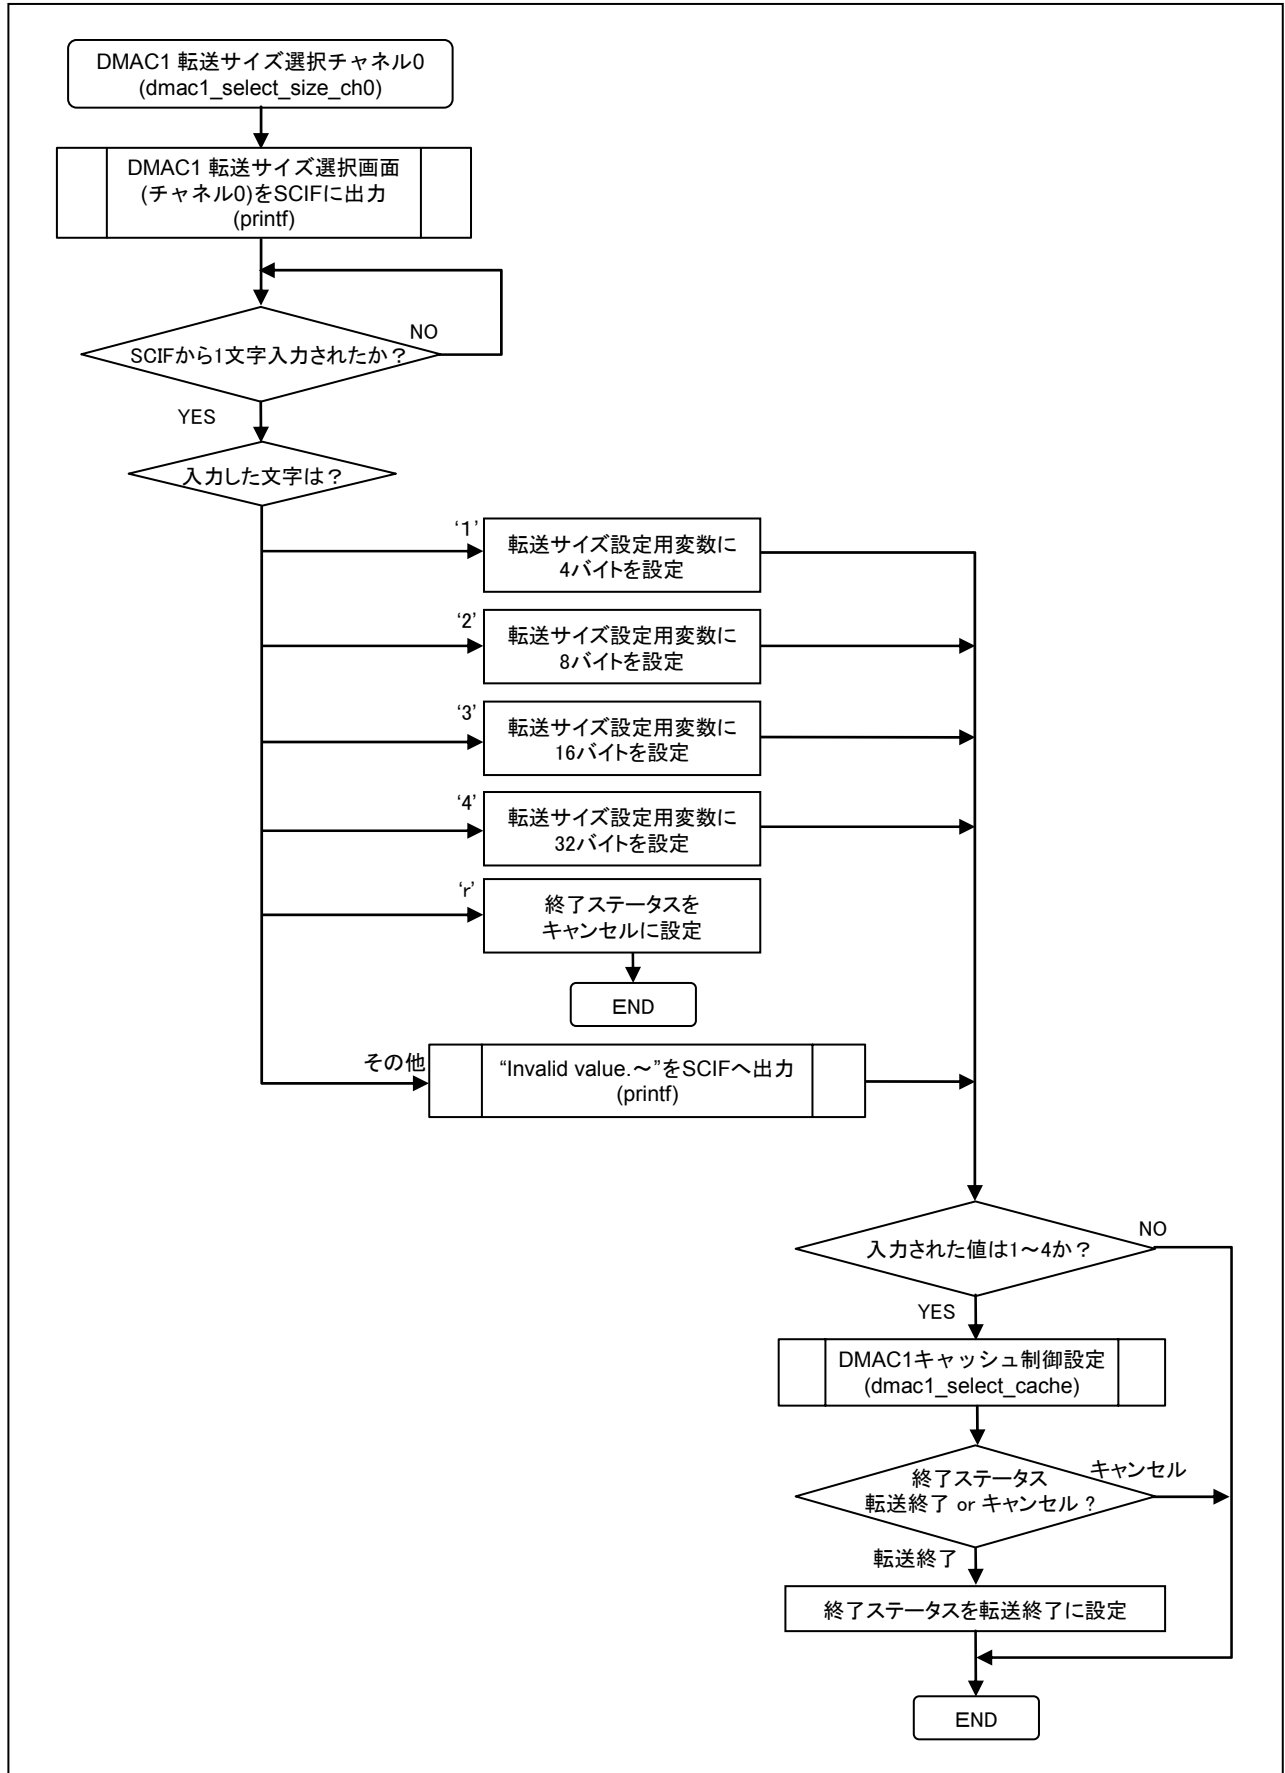 DMAC1 転送サイズ選択チャネル0
(dmac1_select_size_ch0)
DMAC1 転送サイズ選択画面
(チャネル0)をSCIFに出力
(printf)
NO
SCIFから1文字入力されたか？
YES
入力した文字は？
‘1’
転送サイズ設定用変数に
4バイトを設定
‘2’
転送サイズ設定用変数に
8バイトを設定
‘3’
転送サイズ設定用変数に
16バイトを設定
‘4’
転送サイズ設定用変数に
32バイトを設定
‘r’
終了ステータスを
キャンセルに設定
END
その他
“Invalid value.～”をSCIFへ出力
(printf)
NO
入力された値は1～4か？
YES
DMAC1キャッシュ制御設定
(dmac1_select_cache)
キャンセル
終了ステータス
転送終了 or キャンセル ?
転送終了
終了ステータスを転送終了に設定
END